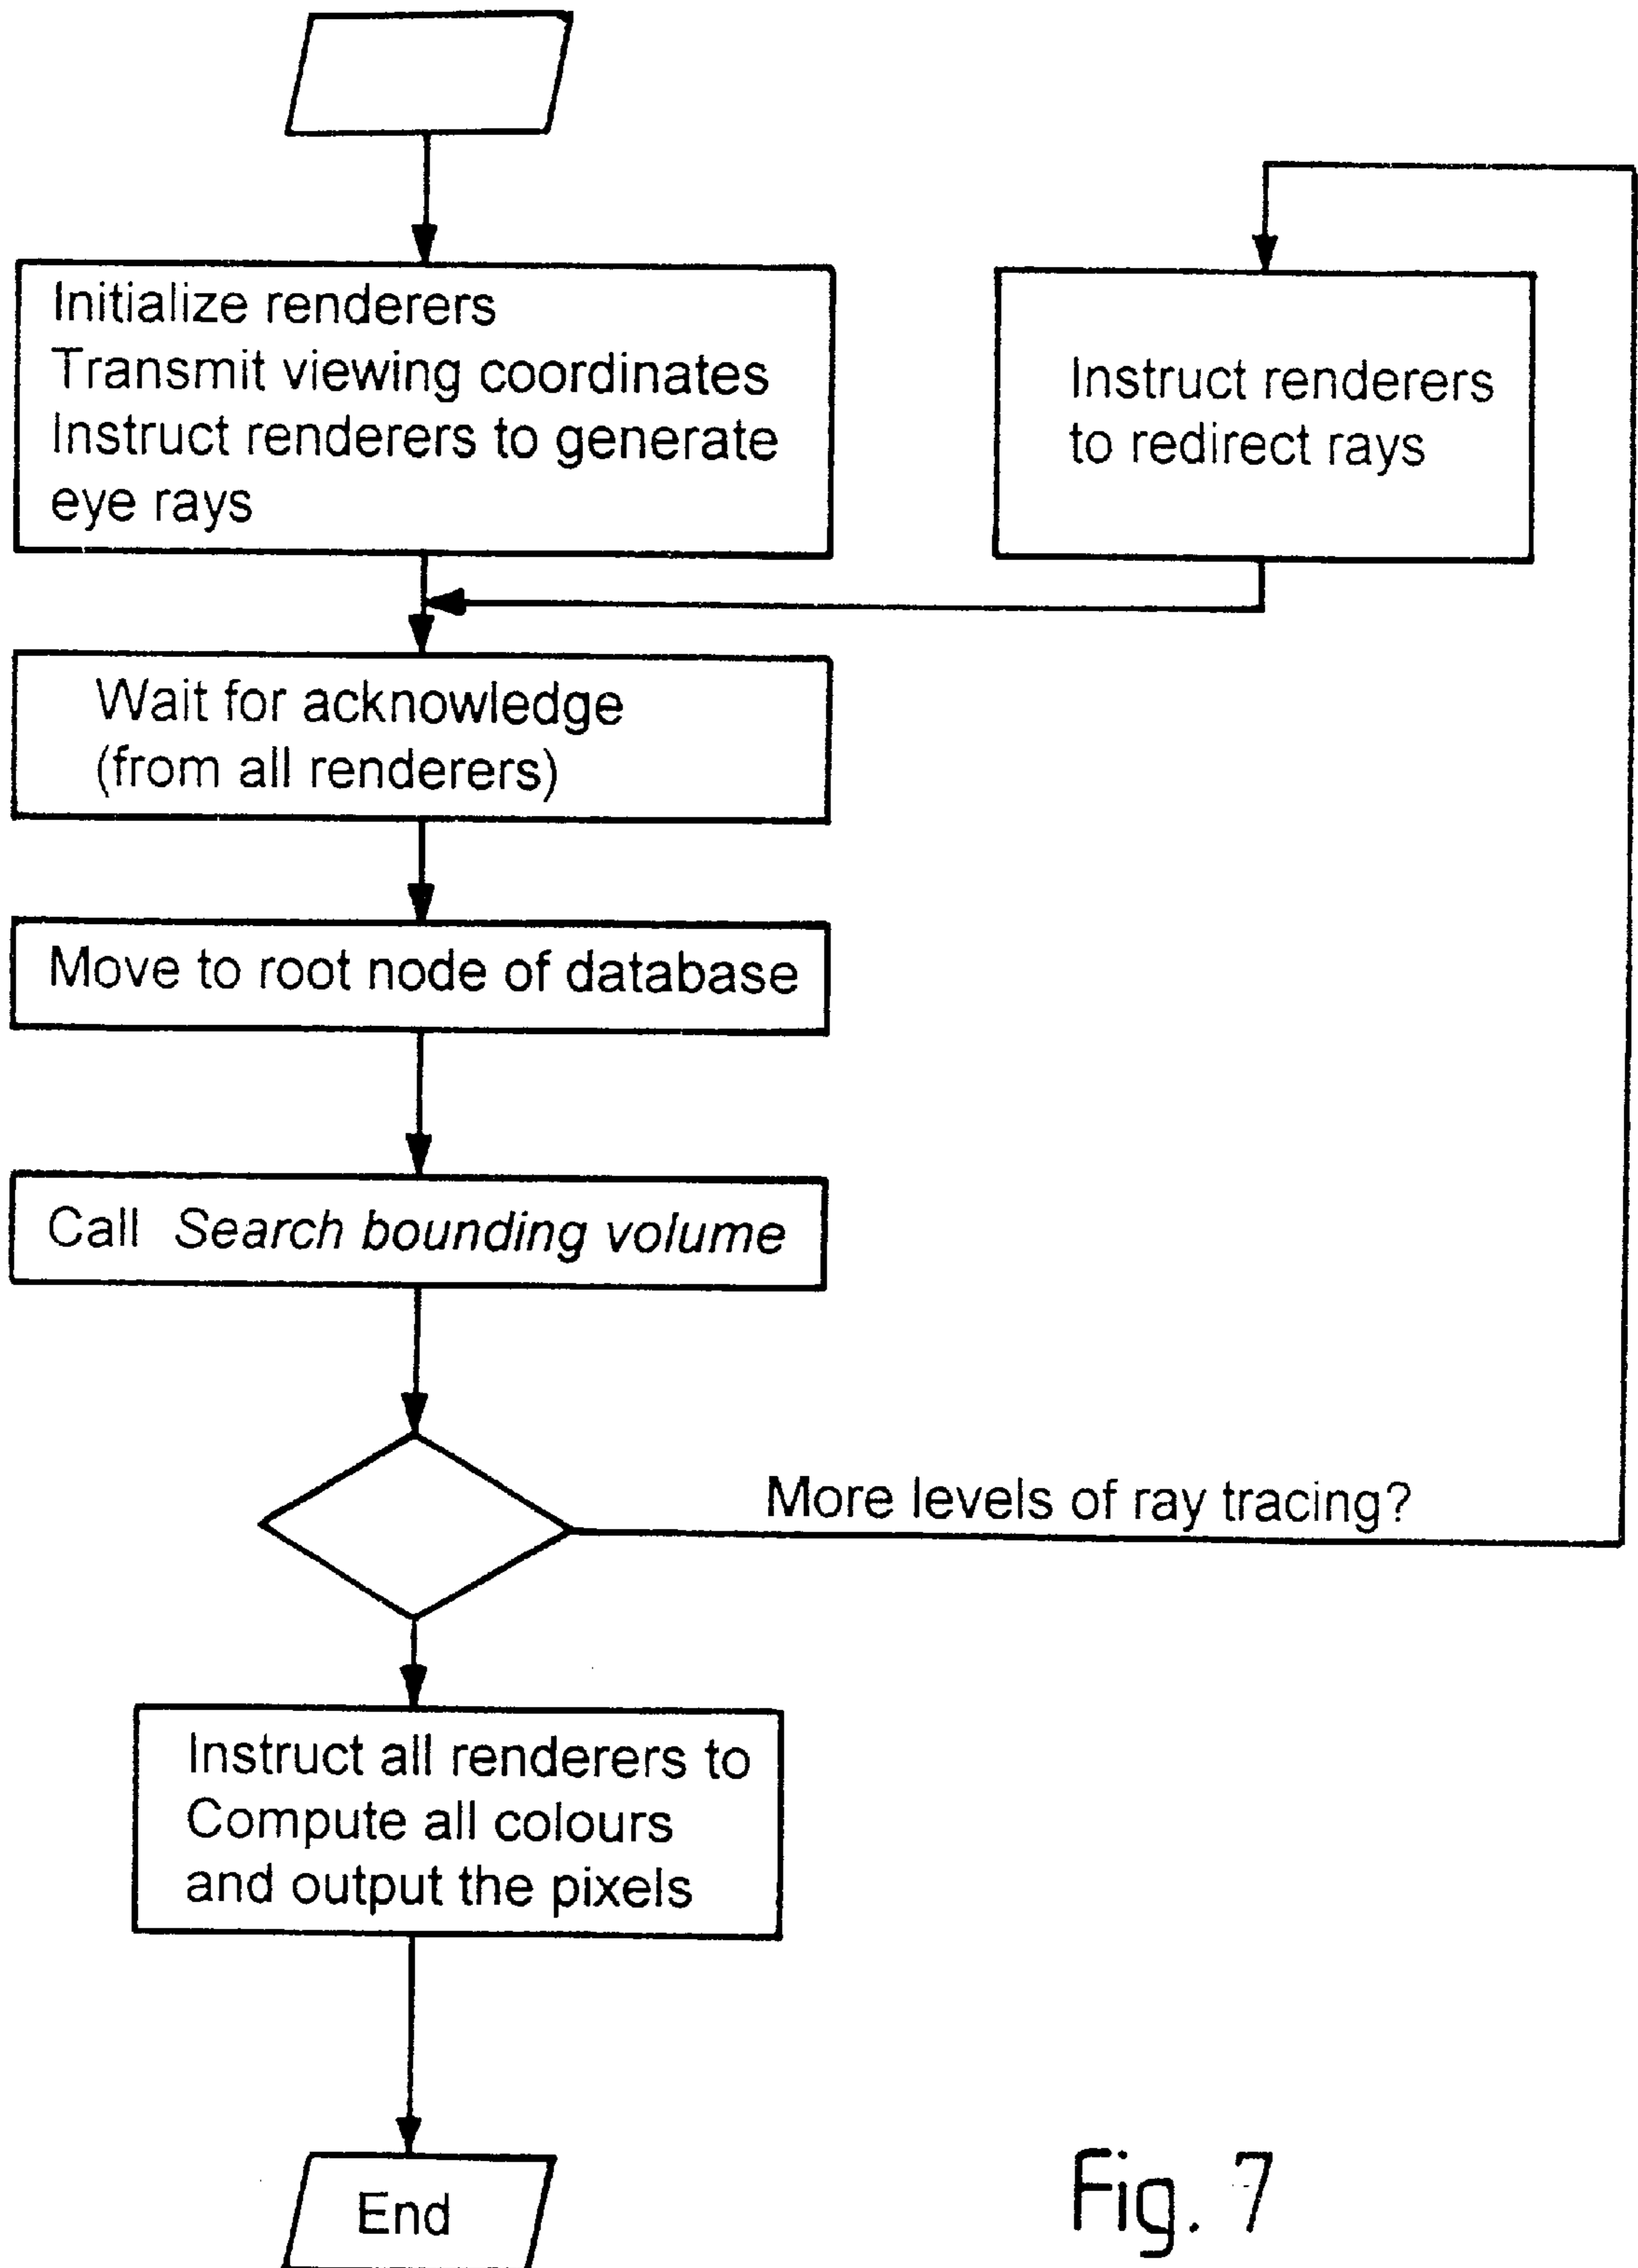 Initialize renderers
Transmit viewing coordinates
Instruct renderers to generate
eye rays
Instruct renderers
to redirect rays
Wait for acknowledge
(from all renderers)
Move to root node of database
Call Search bounding volume
More levels of ray tracing?
Instruct all renderers to
Compute all colours
and output the pixels
End
Fig. 7